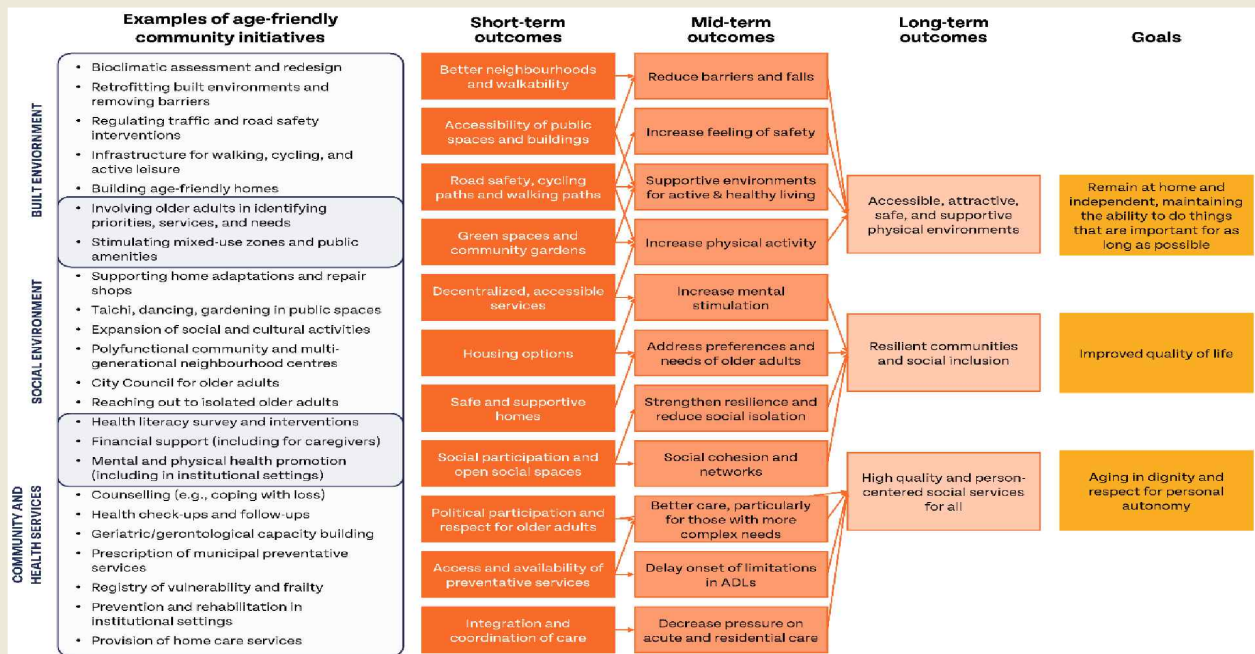 Examples of age-friendly
community initiatives
Short-term
outcomes
Mid-term
outcomes
Long-term
outcomes
Goals
BUILT ENVIORNMENT
SOCIAL ENVIRONMENT
COMMUNITY AND
HEALTH SERVICES
• Bioclimatic assessment and redesign
• Retrofitting built environments and
removing barriers
• Regulating traffic and road safety
interventions
• Infrastructure for walking, cycling, and
active leisure
• Building age-friendly homes
• Involving older adults in identifying
priorities, services, and needs
• Stimulating mixed-use zones and public
amenities
• Supporting home adaptations and repair
shops
• Taichi, dancing, gardening in public spaces
• Expansion of social and cultural activities
• Polyfunctional community and multi-
generational neighbourhood centres
• City Council for older adults
• Reaching out to isolated older adults
• Health literacy survey and interventions
• Financial support (including for caregivers)
• Mental and physical health promotion
(including in institutional settings)
• Counselling (e.g., coping with loss)
• Health check-ups and follow-ups
• Geriatric/gerontological capacity building
• Prescription of municipal preventative
services
• Registry of vulnerability and frailty
• Prevention and rehabilitation in
institutional settings
• Provision of home care services
Better neighbourhoods
and walkability
Accessibility of public
spaces and buildings
Road safety, cycling
paths and walking paths
Green spaces and
community gardens
Decentralized, accessible
services
Housing options
Safe and supportive
homes
Social participation and
open social spaces
Political participation and
respect for older adults
Access and availability of
preventative services
Integration and
coordination of care
Reduce barriers and falls
Increase feeling of safety
Supportive environments
for active & healthy living
Increase physical activity
Increase mental
stimulation
Address preferences and
needs of older adults
Strengthen resilience and
reduce social isolation
Social cohesion and
networks
Better care, particularly
for those with more
complex needs
Delay onset of limitations
in ADLs
Decrease pressure on
acute and residential care
Accessible, attractive,
safe, and supportive
physical environments
Resilient communities
and social inclusion
High quality and person-
centered social services
for all
Remain at home and
independent, maintaining
the ability to do things
that are important for as
long as possible
Improved quality of life
Aging in dignity and
respect for personal
autonomy